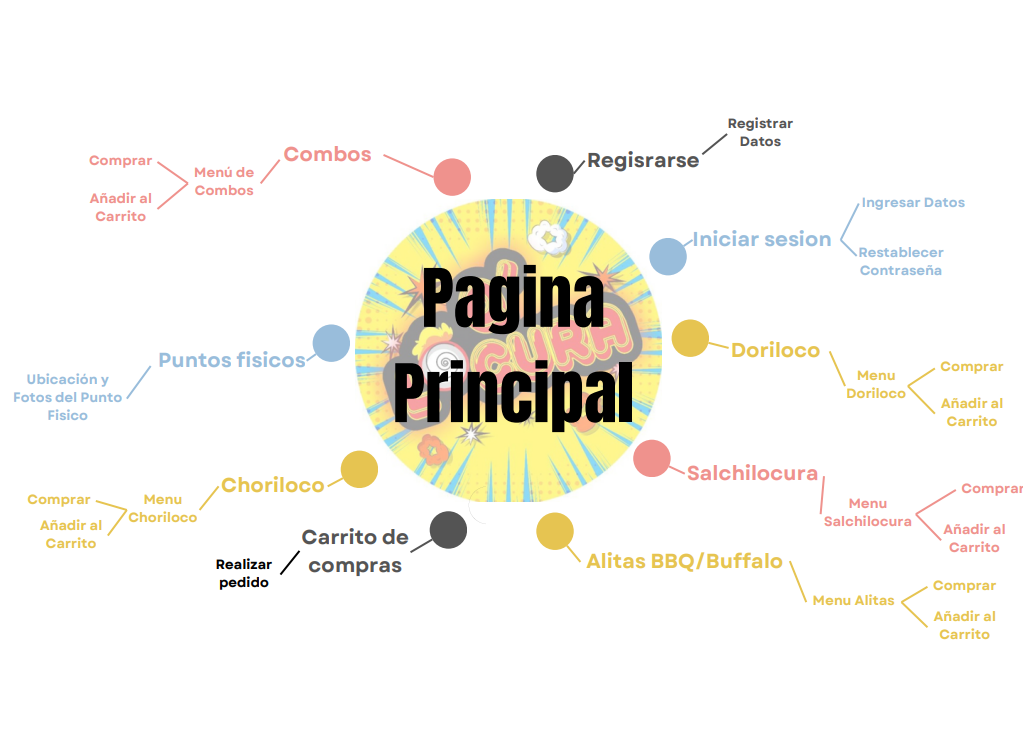 Pagina
Principal
Combos
Menú de
Combos
Comprar
Añadir al
Carrito
Regisrarse
Registrar
Datos
Iniciar sesion
Ingresar Datos
Restablecer
Contraseña
Doriloco
Menu
Doriloco
Comprar
Añadir al
Carrito
Salchilocura
Menu
Salchilocura
Comprar
Añadir al
Carrito
Alitas BBQ/Buffalo
Menu Alitas
Comprar
Añadir al
Carrito
Carrito de
compras
Realizar
pedido
Choriloco
Menu
Choriloco
Comprar
Añadir al
Carrito
Puntos fisicos
Ubicación y
Fotos del Punto
Fisico